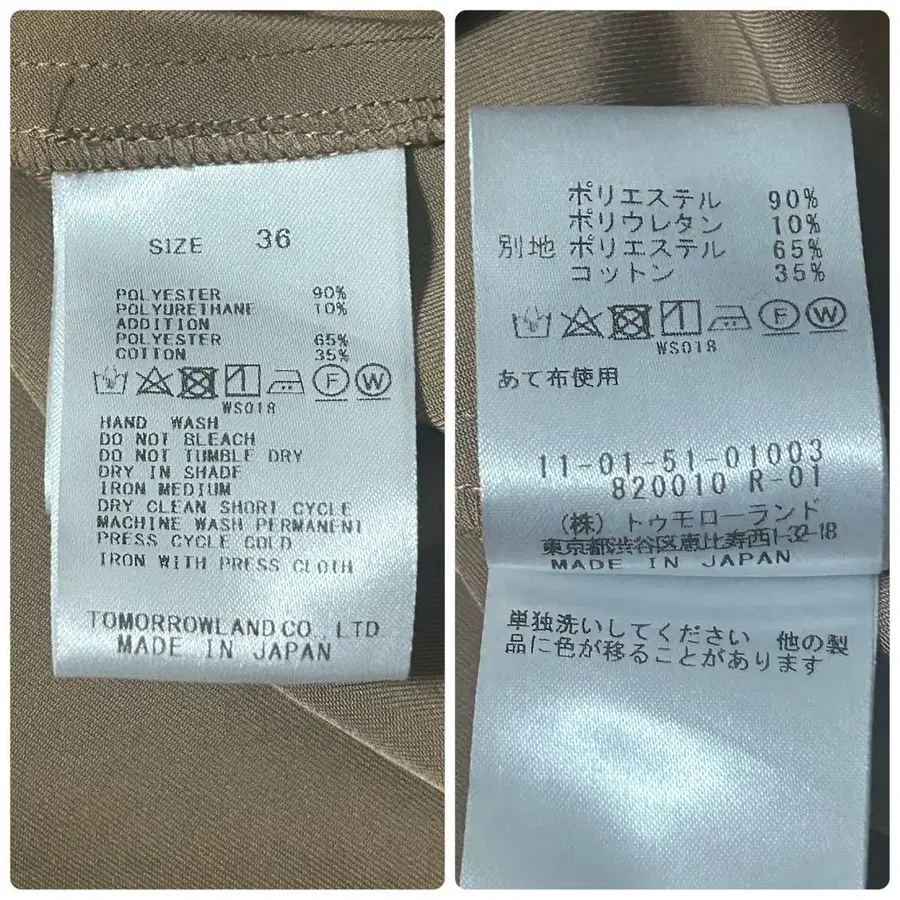 SIZE 36
POLYESTER 90%
POLYURETHANE 10%
ADDITION
POLYESTER 65%
COTTON 35%
F W
WS018
HAND WASH
DO NOT BLEACH
DO NOT TUMBLE DRY
DRY IN SHADE
IRON MEDIUM
DRY CLEAN SHORT CYCLE
MACHINE WASH PERMANENT
PRESS CYCLE COLD
IRON WITH PRESS CLOTH
TOMORROWLAND CO. LTD
MADE IN JAPAN
ポリエステル 90%
ポリウレタン 10%
別地 ポリエステル 65%
コットン 35%
F W
WS018
あて布使用
11-01-51-01003
820010 R-01
(株) トゥモローランド
東京都渋谷区恵比寿西1-32-18
MADE IN JAPAN
単独洗いしてください 他の製
品に色が移ることがあります